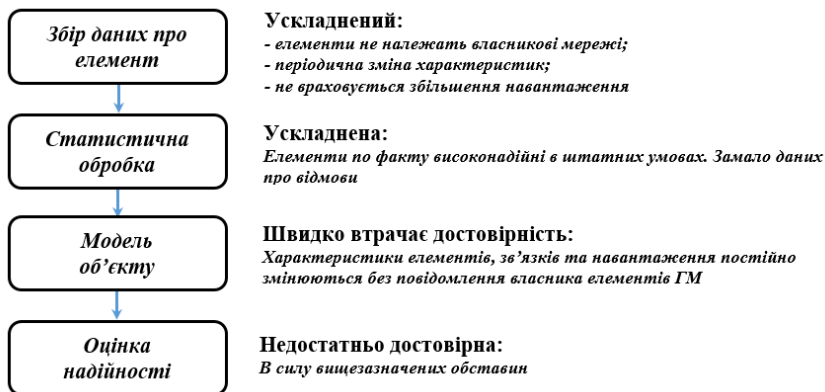 Збір даних про
елемент
Ускладнений:
- елементи не належать власникові мережі;
- періодична зміна характеристик;
- не враховується збільшення навантаження
Статистична
обробка
Ускладнена:
Елементи по факту високонадійні в штатних умовах. Замало даних
про відмови
Модель
об’єкту
Швидко втрачає достовірність:
Характеристики елементів, зв’язків та навантаження постійно
змінюються без повідомлення власника елементів ГМ
Оцінка
надійності
Недостатньо достовірна:
В силу вищезазначених обставин